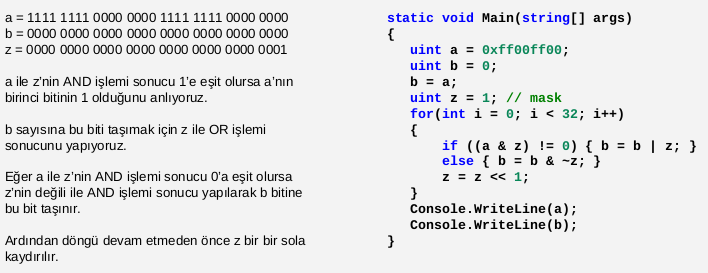 a = 1111 1111 0000 0000 1111 1111 0000 0000
b = 0000 0000 0000 0000 0000 0000 0000 0000
z = 0000 0000 0000 0000 0000 0000 0000 0001
a ile z'nin AND işlemi sonucu 1'e eşit olursa a'nın
birinci bitinin 1 olduğunu anlıyoruz.
b sayısına bu biti taşımak için z ile OR işlemi
sonucunu yapıyoruz.
Eğer a ile z'nin AND işlemi sonucu 0'a eşit olursa
z'nin değili ile AND işlemi sonucu yapılarak b bitine
bu bit taşınır.
Ardından döngü devam etmeden önce z bir bir sola
kaydırılır.
static void Main(string[] args)
{
uint a = 0xff00ff00;
uint b = 0;
b = a;
uint z = 1; // mask
for(int i = 0; i < 32; i++)
{
if ((a & z) != 0) { b = b | z; }
else { b = b & ~z; }
z = z << 1;
}
Console.WriteLine(a);
Console.WriteLine(b);
}